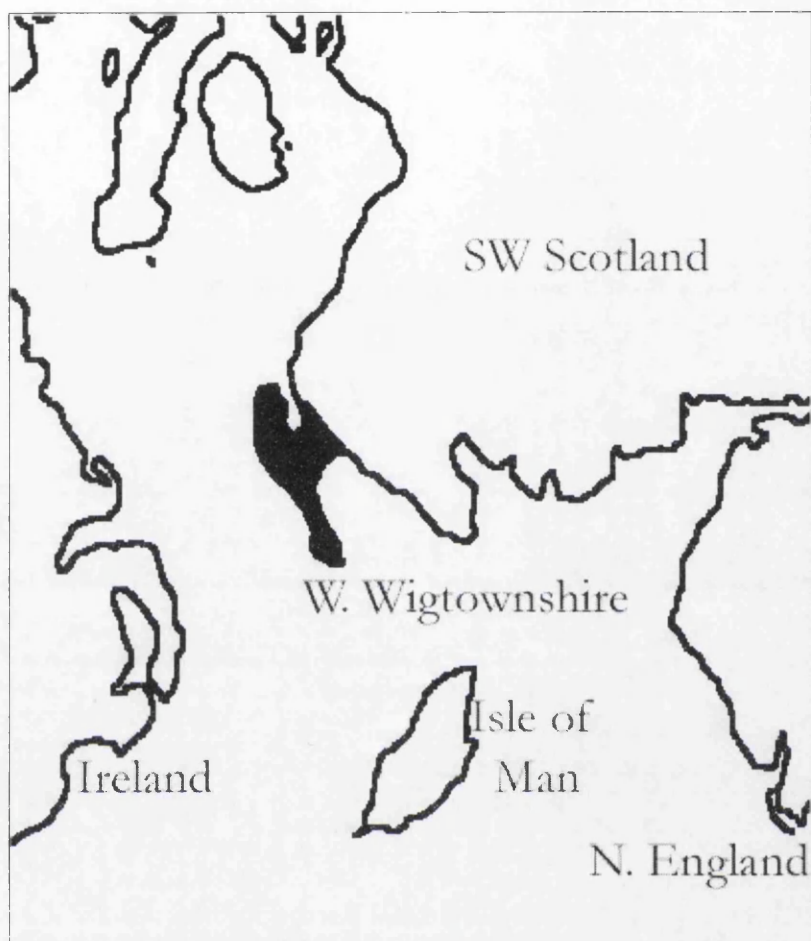 SW Scotland
W. Wigtownshire
Isle of
Man
Ireland
N. England